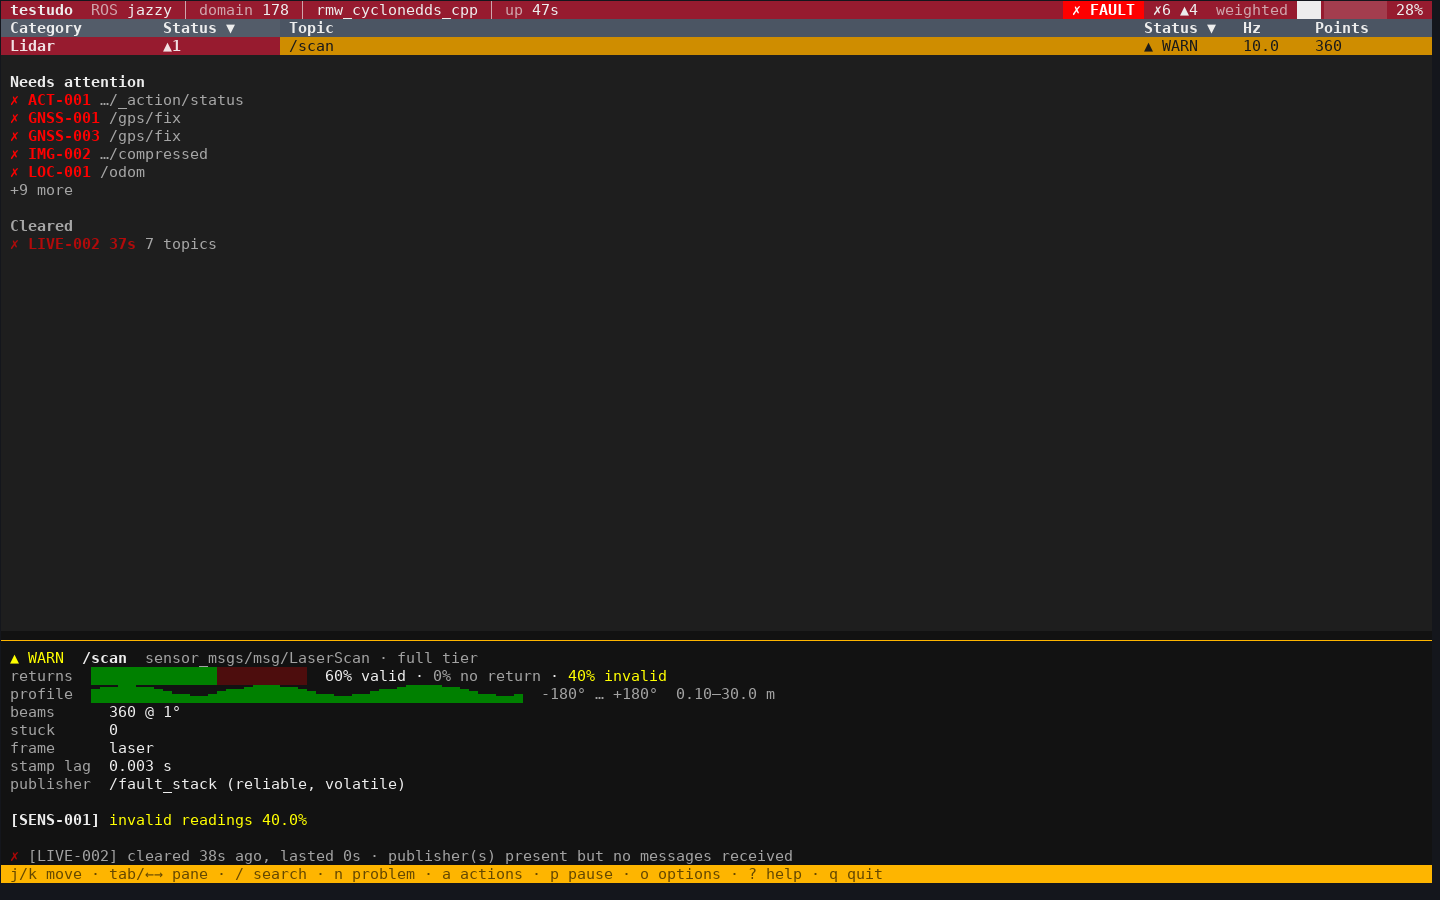 testudo ROS jazzy │ domain 178 │ rmw_cyclonedds_cpp │ up 47s ✗ FAULT ✗6 ▲4 weighted 28%
Category Status ▼ Topic Status ▼ Hz Points
Lidar ▲1 /scan ▲ WARN 10.0 360
Needs attention
✗ ACT-001 …/_action/status
✗ GNSS-001 /gps/fix
✗ GNSS-003 /gps/fix
✗ IMG-002 …/compressed
✗ LOC-001 /odom
+9 more
Cleared
✗ LIVE-002 37s 7 topics
▲ WARN /scan sensor_msgs/msg/LaserScan · full tier
returns 60% valid · 0% no return · 40% invalid
profile -180° … +180° 0.10–30.0 m
beams 360 @ 1°
stuck 0
frame laser
stamp lag 0.003 s
publisher /fault_stack (reliable, volatile)
[SENS-001] invalid readings 40.0%
✗ [LIVE-002] cleared 38s ago, lasted 0s · publisher(s) present but no messages received
j/k move · tab/←→ pane · / search · n problem · a actions · p pause · o options · ? help · q quit